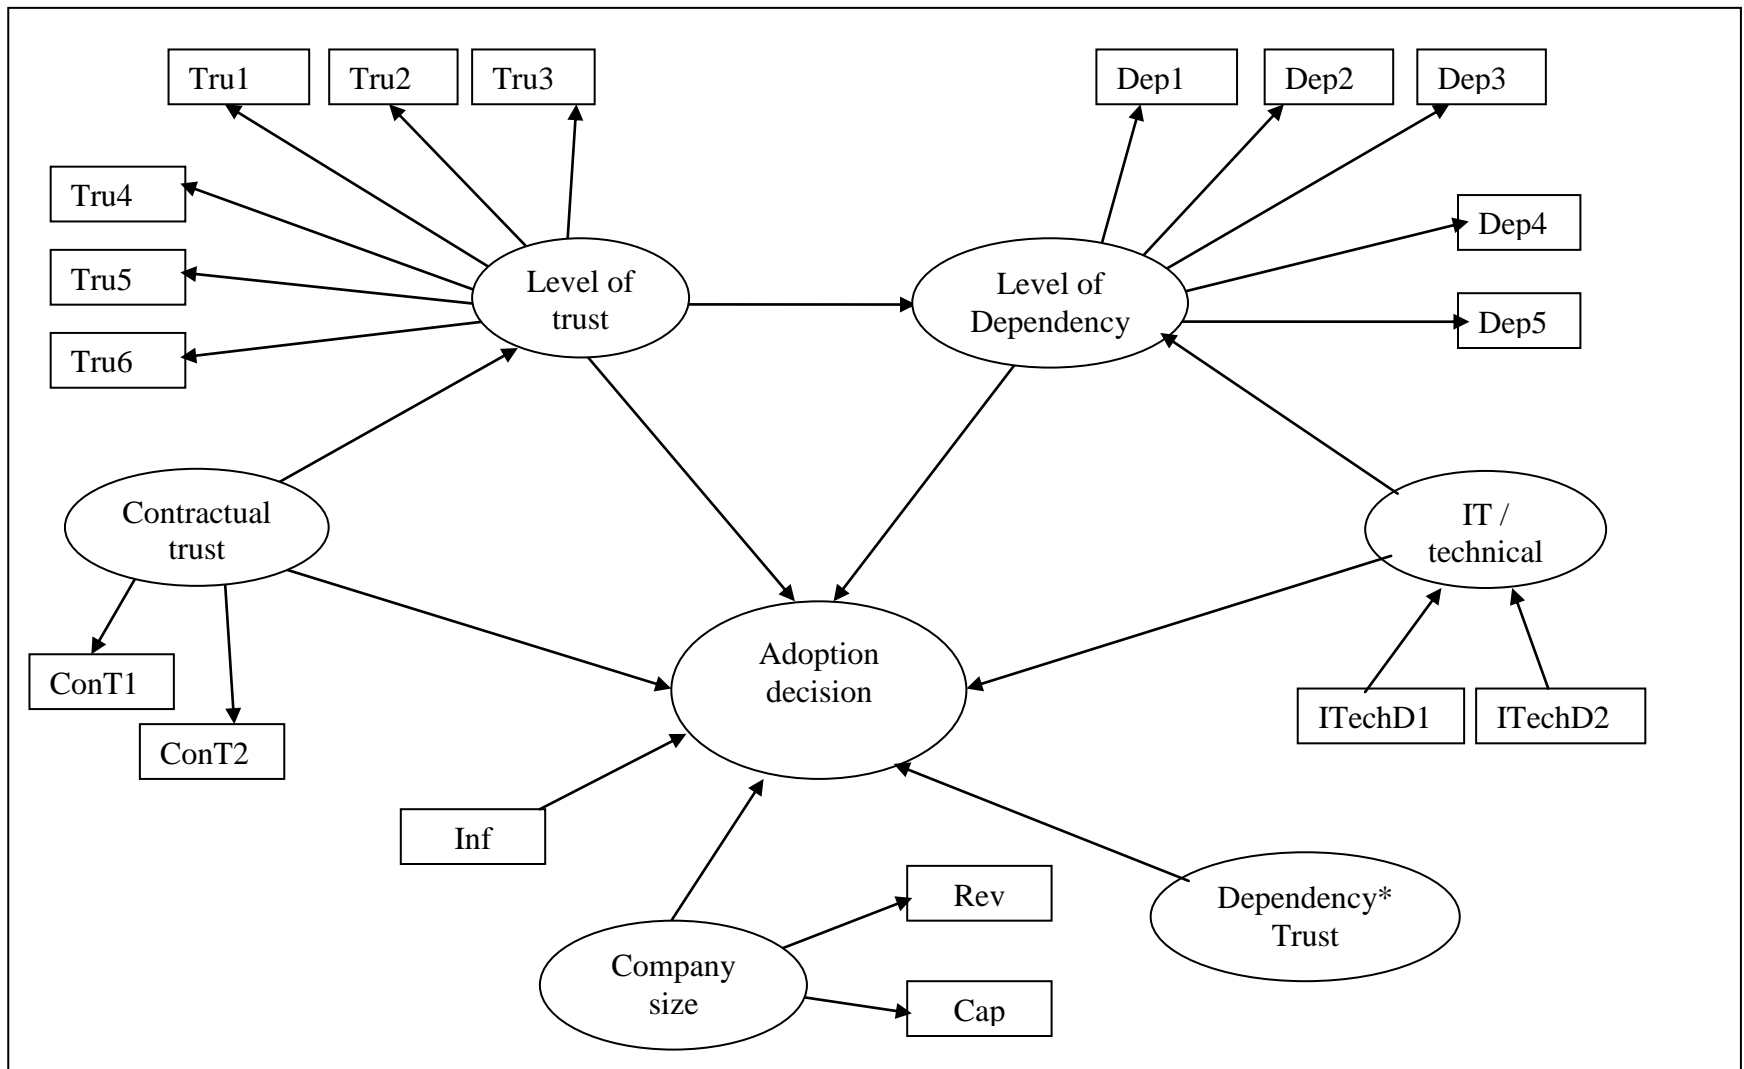 Tru1
Tru2
Tru3
Dep1
Dep2
Dep3
Tru4
Dep4
Tru5
Level of
trust
Level of
Dependency
Dep5
Tru6
Contractual
trust
IT /
technical
Adoption
decision
ConT1
ConT2
ITechD1
ITechD2
Inf
Rev
Dependency*
Trust
Company
size
Cap